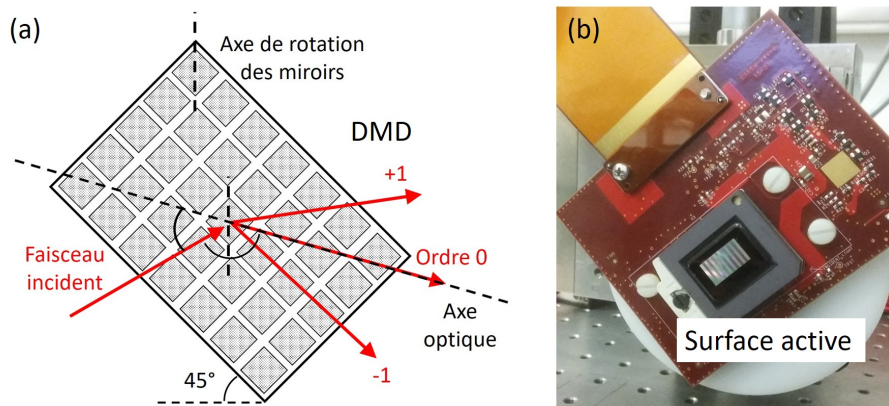 (a)
Axe de rotation
des miroirs
DMD
+1
Faisceau
incident
Ordre 0
Axe
optique
-1
45°
(b)
Surface active